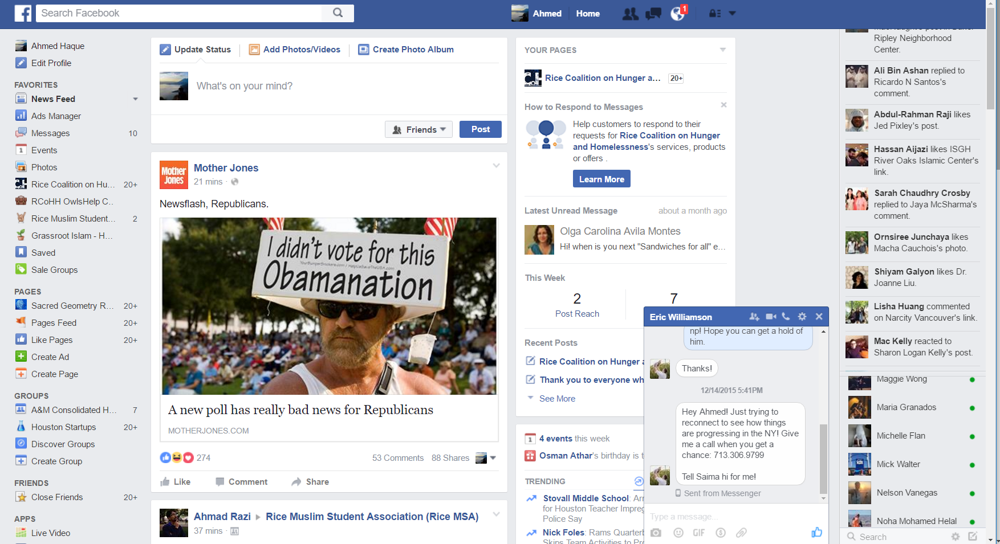 Search Facebook
Ahmed
Home
1
Ahmed Haque
Edit Profile
FAVORITES
News Feed
Ads Manager
Messages 10
Events
Photos
Rice Coalition on Hu... 20+
RCoHH OwlsHelp C..
Rice Muslim Student... 2
Grassroot Islam - H...
Saved
Sale Groups
PAGES
Sacred Geometry R... 20+
Pages Feed 20+
Like Pages 20+
Create Ad
Create Page
GROUPS
A&M Consolidated H... 7
Houston Startups 20+
Discover Groups
Create Group
FRIENDS
Close Friends 20+
APPS
Live Video
Update Status
Add Photos/Videos
Create Photo Album
What's on your mind?
Friends
Post
Mother Jones
Mother Jones
21 mins ·
Newsflash, Republicans.
I didn't vote for this
Obamanation
A new poll has really bad news for Republicans
MOTHERJONES.COM
274
53 Comments 88 Shares
Like Comment Share
Ahmad Razi ▸ Rice Muslim Student Association (Rice MSA)
37 mins ·
YOUR PAGES
Rice Coalition on Hunger a... 20+
How to Respond to Messages
Help customers to respond to their
requests for Rice Coalition on Hunger
and Homelessness's services, products
or offers .
Learn More
Latest Unread Message about a month ago
Olga Carolina Avila Montes
Hi! when is you next "Sandwiches for all" e...
This Week
2 7
Post Reach
Recent Posts
Rice Coalition on Hunger a
Thank you to everyone wh
See More
4 events this week
Osman Athar's birthday is t
TRENDING
Stovall Middle School: Arr
for Houston Teacher Impreg
Police Say
Nick Foles: Rams Quarterb
Skips Team Activities to Pr
Eric Williamson
np! Hope you can get a hold of
him.
Thanks!
12/14/2015 5:41PM
Hey Ahmed! Just trying to
reconnect to see how things
are progressing in the NY! Give
me a call when you get a
chance: 713.306.9799
Tell Saima hi for me!
Sent from Messenger
Type a message...
GIF
Ripley Neighborhood
Center.
Ali Bin Ashan replied to
Ricardo N Santos's
comment.
Abdul-Rahman Raji likes
Jed Pixley's post.
Hassan Aijazi likes ISGH
River Oaks Islamic Center's
link.
Sarah Chaudhry Crosby
replied to Jaya McSharma's
comment.
Ornsiree Junchaya likes
Macha Cauchois's photo.
Shiyam Galyon likes Dr.
Joanne Liu.
Lisha Huang commented
on Narcity Vancouver's link.
Mac Kelly reacted to
Sharon Logan Kelly's post.
Maggie Wong
Maria Granados
Michelle Flan
Mick Walter
Nelson Vanegas
Noha Mohamed Helal
Search